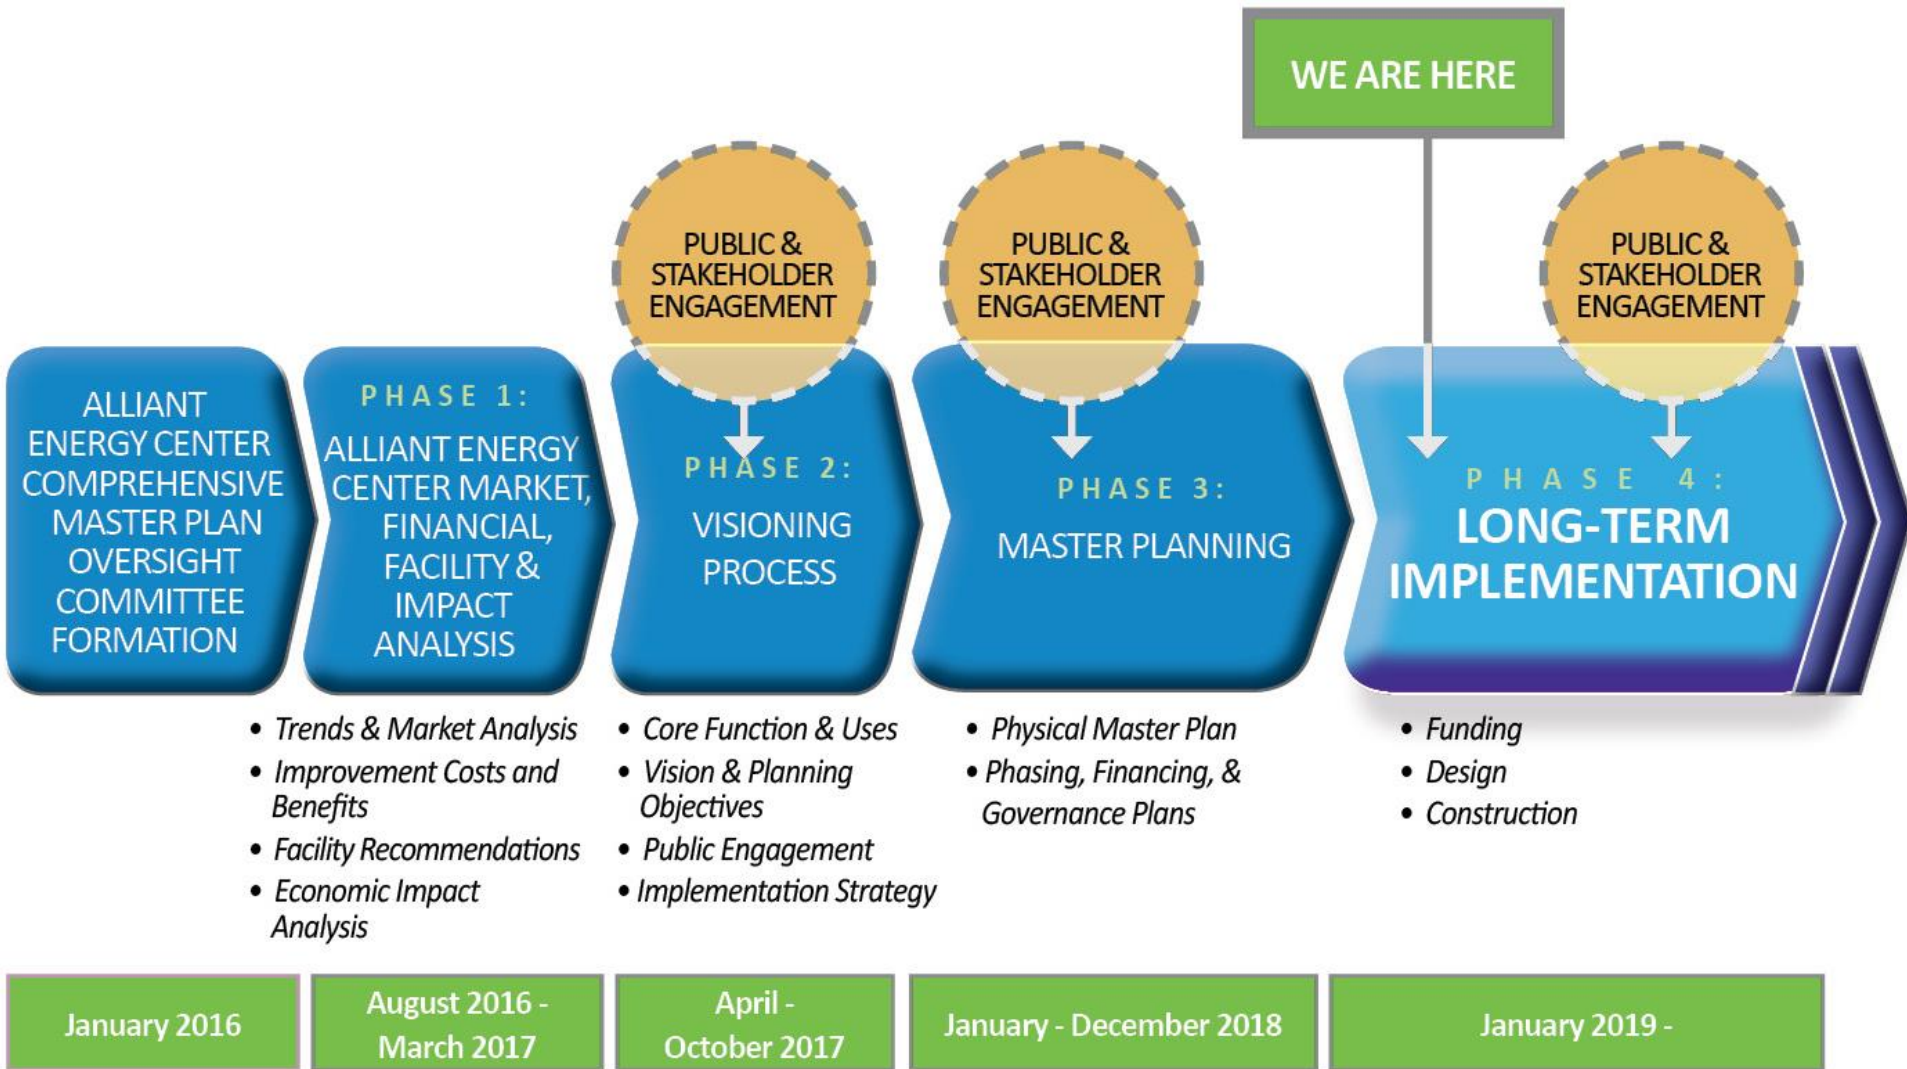 WE ARE HERE
PUBLIC &
STAKEHOLDER
ENGAGEMENT
PUBLIC &
STAKEHOLDER
ENGAGEMENT
PUBLIC &
STAKEHOLDER
ENGAGEMENT
ALLIANT
ENERGY CENTER
COMPREHENSIVE
MASTER PLAN
OVERSIGHT
COMMITTEE
FORMATION
PHASE 1:
ALLIANT ENERGY
CENTER MARKET,
FINANCIAL,
FACILITY &
IMPACT
ANALYSIS
PHASE 2:
VISIONING
PROCESS
PHASE 3:
MASTER PLANNING
PHASE 4:
LONG-TERM
IMPLEMENTATION
• Trends & Market Analysis
• Improvement Costs and
Benefits
• Facility Recommendations
• Economic Impact
Analysis
• Core Function & Uses
• Vision & Planning
Objectives
• Public Engagement
• Implementation Strategy
• Physical Master Plan
• Phasing, Financing, &
Governance Plans
• Funding
• Design
• Construction
January 2016
August 2016 -
March 2017
April -
October 2017
January - December 2018
January 2019 -